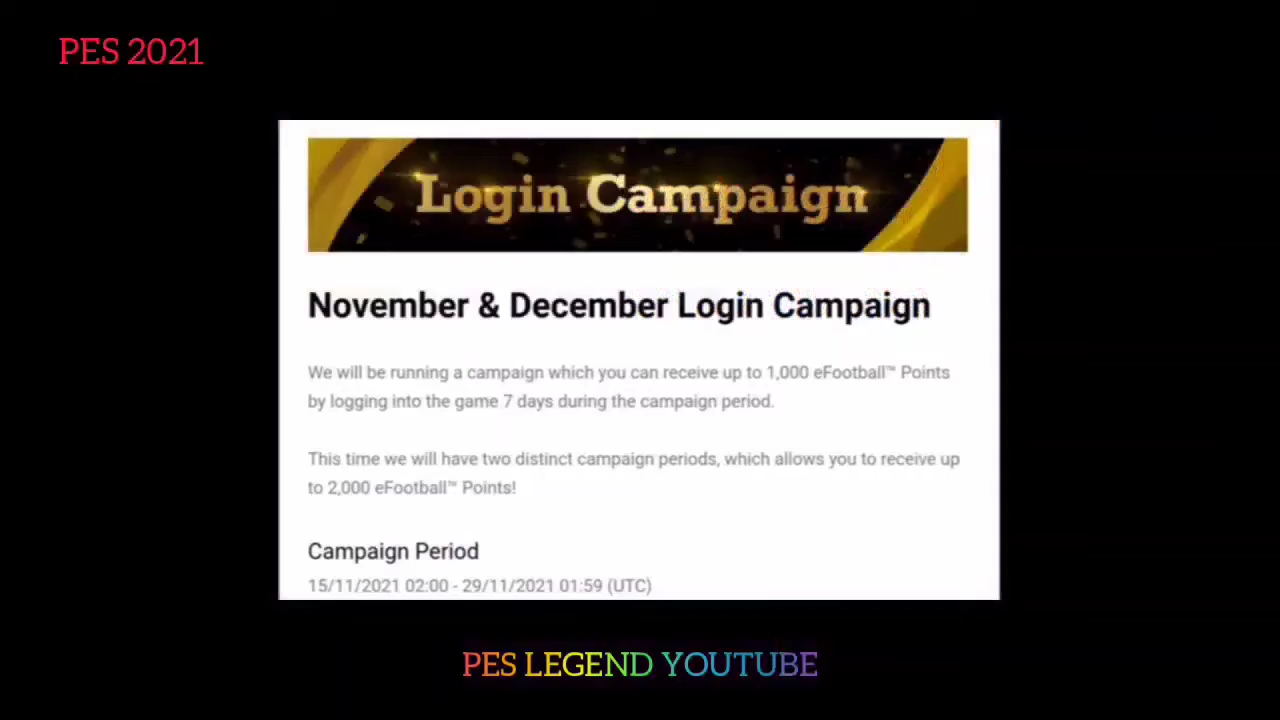 PES 2021
Login Campaign
November & December Login Campaign
We will be running a campaign which you can receive up to 1,000 eFootball™ Points
by logging into the game 7 days during the campaign period.
This time we will have two distinct campaign periods, which allows you to receive up
to 2,000 eFootball™ Points!
Campaign Period
15/11/2021 02:00 - 29/11/2021 01:59 (UTC)
PES LEGEND YOUTUBE